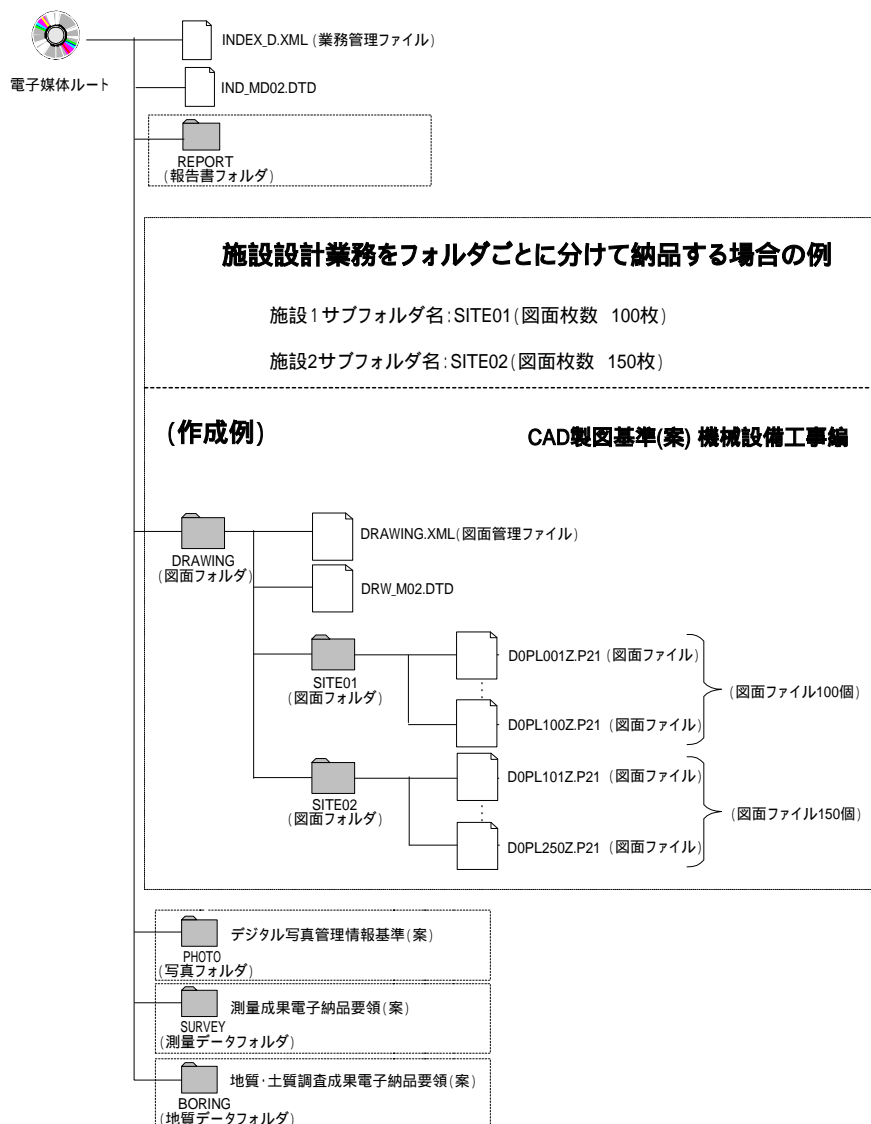 INDEX_D.XML (業務管理ファイル)
電子媒体ルート
IND_MD02.DTD
REPORT
(報告書フォルダ)
施設設計業務をフォルダごとに分けて納品する場合の例
施設1サブフォルダ名:SITE01(図面枚数 100枚)
施設2サブフォルダ名:SITE02(図面枚数 150枚)
(作成例)
CAD製図基準(案) 機械設備工事編
DRAWING.XML(図面管理ファイル)
DRAWING
(図面フォルダ)
DRW_M02.DTD
D0PL001Z.P21 (図面ファイル)
SITE01
(図面フォルダ)
(図面ファイル100個)
D0PL100Z.P21 (図面ファイル)
D0PL101Z.P21 (図面ファイル)
SITE02
(図面フォルダ)
(図面ファイル150個)
D0PL250Z.P21 (図面ファイル)
デジタル写真管理情報基準(案)
PHOTO
(写真フォルダ)
測量成果電子納品要領(案)
SURVEY
(測量データフォルダ)
地質・土質調査成果電子納品要領(案)
BORING
(地質データフォルダ)